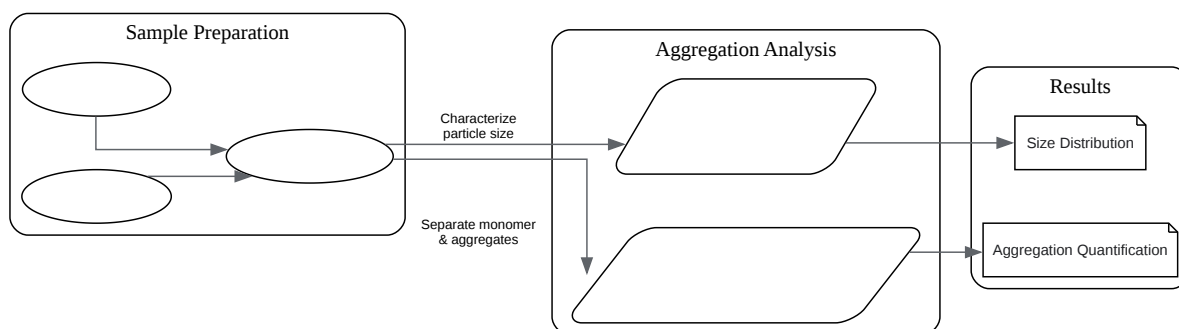 Sample Preparation
Aggregation Analysis
Results
Characterize
particle size
Size Distribution
Separate monomer
& aggregates
Aggregation Quantification